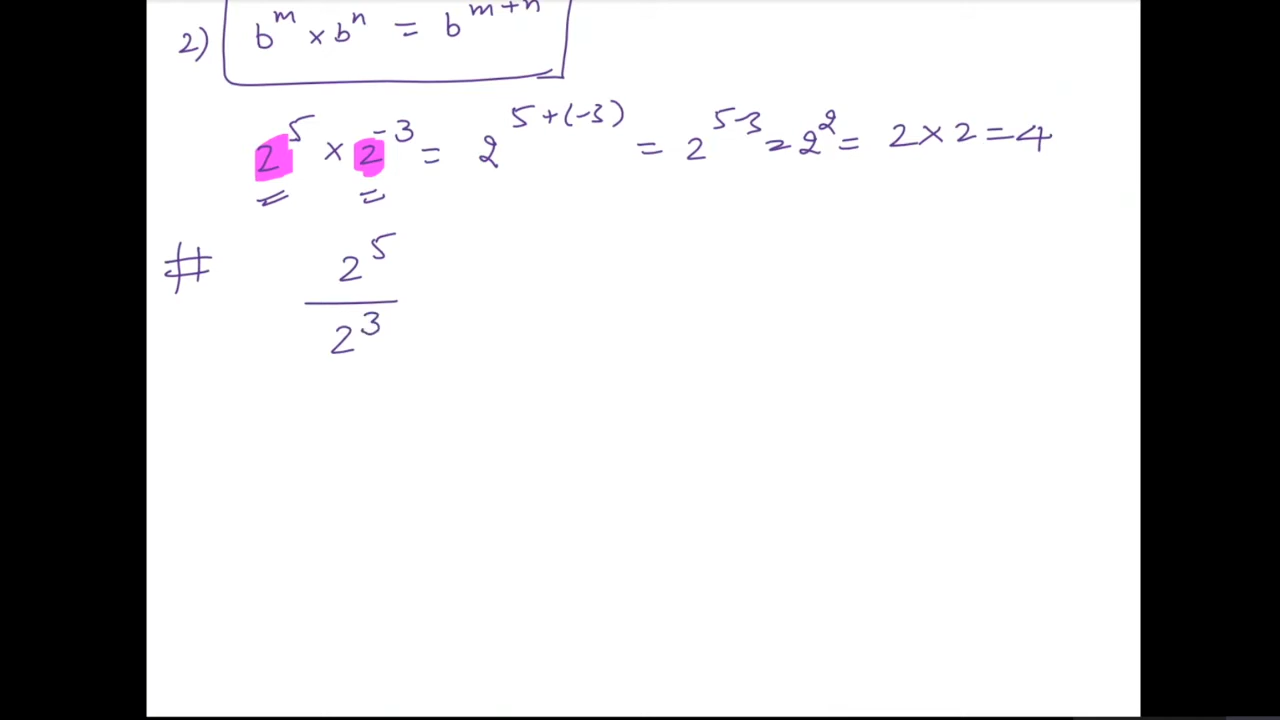 2) b^m × b^n = b^{m+n}
2^5 × 2^{-3} = 2^{5+(-3)} = 2^{5-3} = 2^2 = 2×2=4
# 2^5
2^3